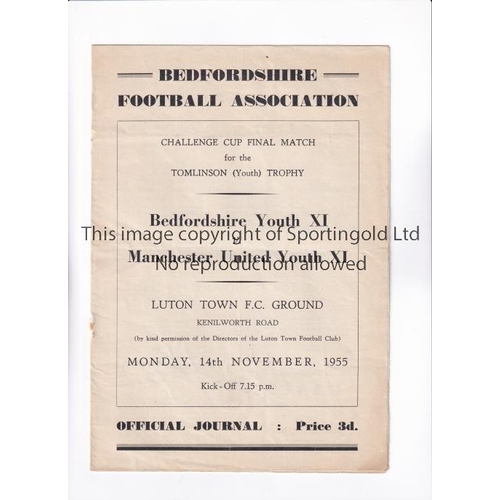 BEDFORDSHIRE
FOOTBALL ASSOCIATION
CHALLENGE CUP FINAL MATCH
for the
TOMLINSON (Youth) TROPHY
Bedfordshire Youth XI
This image copyright of Sportingold Ltd
Manchester United Youth XI
No reproduction allowed
LUTON TOWN F.C. GROUND
KENILWORTH ROAD
(by kind permission of the Directors of the Luton Town Football Club)
MONDAY, 14th NOVEMBER, 1955
Kick-Off 7.15 p.m.
OFFICIAL JOURNAL : Price 3d.